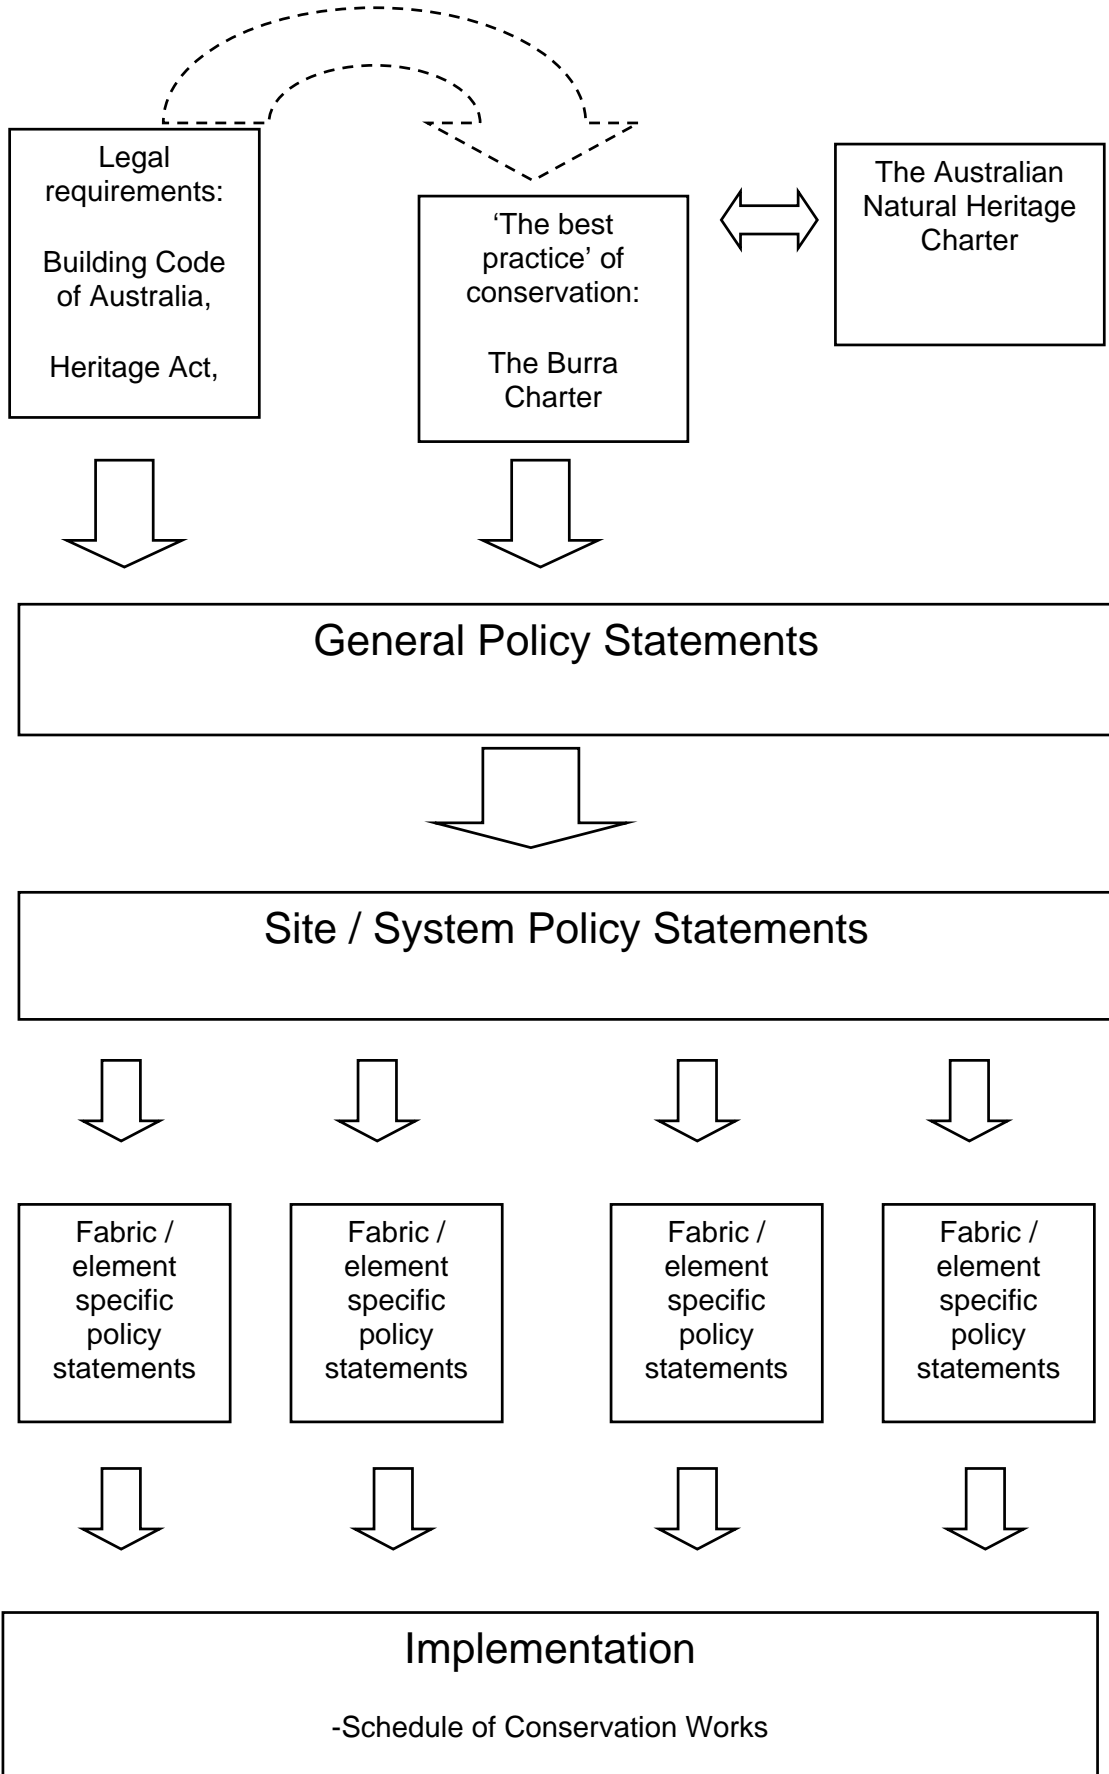 Legal
requirements:
Building Code
of Australia,
Heritage Act,
‘The best
practice’ of
conservation:
The Burra
Charter
The Australian
Natural Heritage
Charter
General Policy Statements
Site / System Policy Statements
Fabric /
element
specific
policy
statements
Fabric /
element
specific
policy
statements
Fabric /
element
specific
policy
statements
Fabric /
element
specific
policy
statements
Implementation
-Schedule of Conservation Works